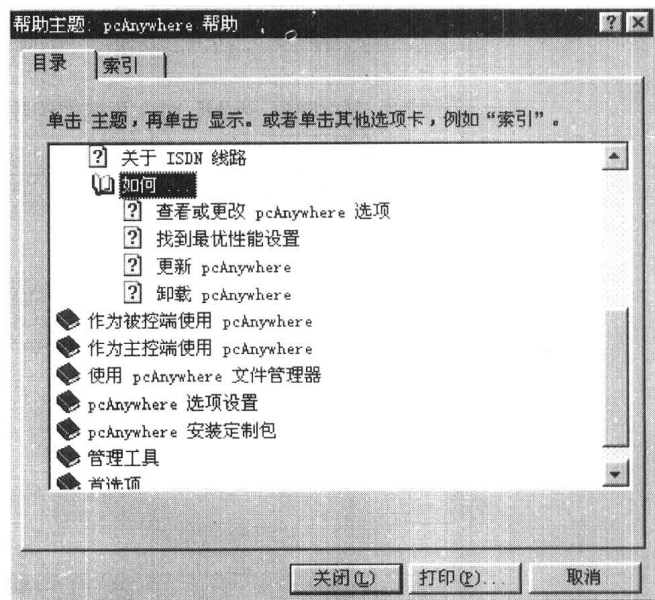 帮助主题: pcAnywhere 帮助
目录 索引
单击 主题，再单击 显示。或者单击其他选项卡，例如“索引”。
关于 ISDN 线路
如何...
查看或更改 pcAnywhere 选项
找到最优性能设置
更新 pcAnywhere
卸载 pcAnywhere
作为被控端使用 pcAnywhere
作为主控端使用 pcAnywhere
使用 pcAnywhere 文件管理器
pcAnywhere 选项设置
pcAnywhere 安装定制包
管理工具
首选项
关闭(L) 打印(P)... 取消